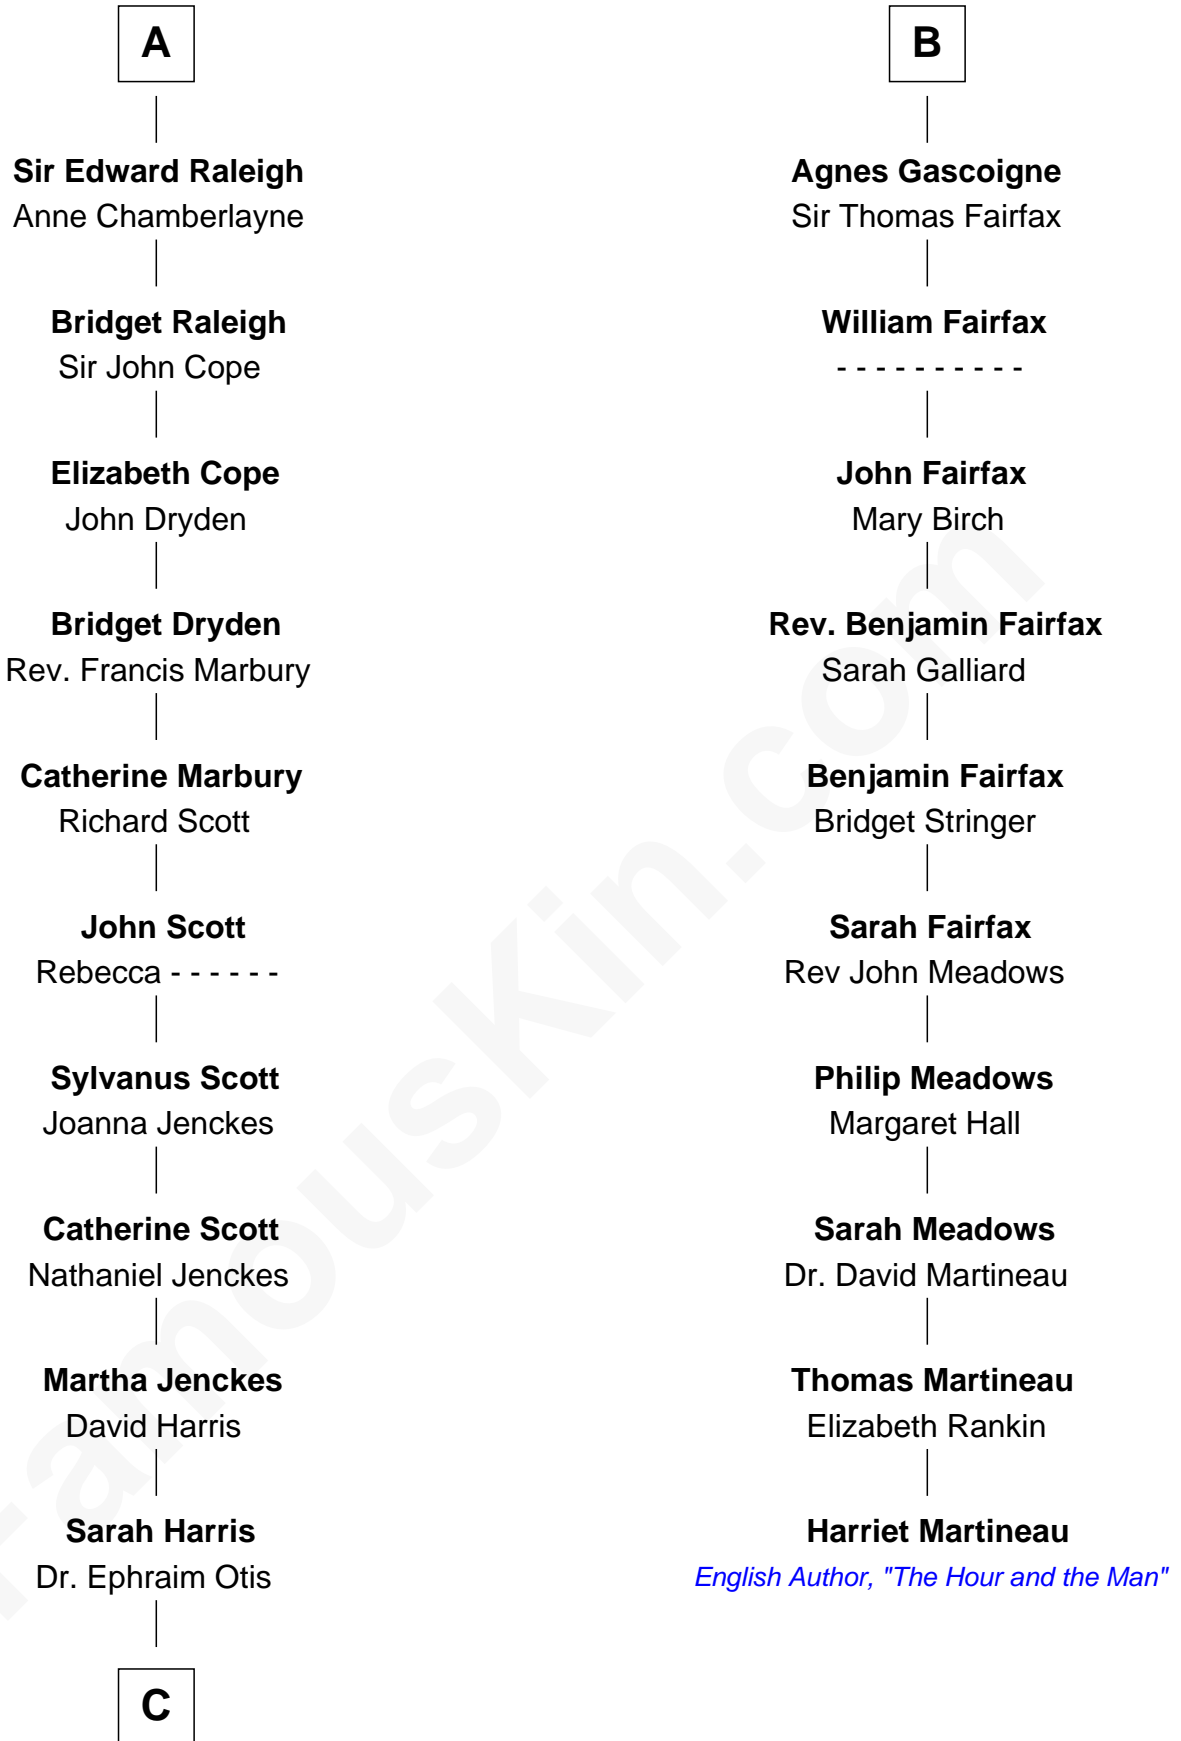 A
Sir Edward Raleigh
Anne Chamberlayne
Bridget Raleigh
Sir John Cope
Elizabeth Cope
John Dryden
Bridget Dryden
Rev. Francis Marbury
Catherine Marbury
Richard Scott
John Scott
Rebecca - - - - - -
Sylvanus Scott
Joanna Jenckes
Catherine Scott
Nathaniel Jenckes
Martha Jenckes
David Harris
Sarah Harris
Dr. Ephraim Otis
C
B
Agnes Gascoigne
Sir Thomas Fairfax
William Fairfax
- - - - - - - - - -
John Fairfax
Mary Birch
Rev. Benjamin Fairfax
Sarah Galliard
Benjamin Fairfax
Bridget Stringer
Sarah Fairfax
Rev John Meadows
Philip Meadows
Margaret Hall
Sarah Meadows
Dr. David Martineau
Thomas Martineau
Elizabeth Rankin
Harriet Martineau
English Author, "The Hour and the Man"
FamousKin.com